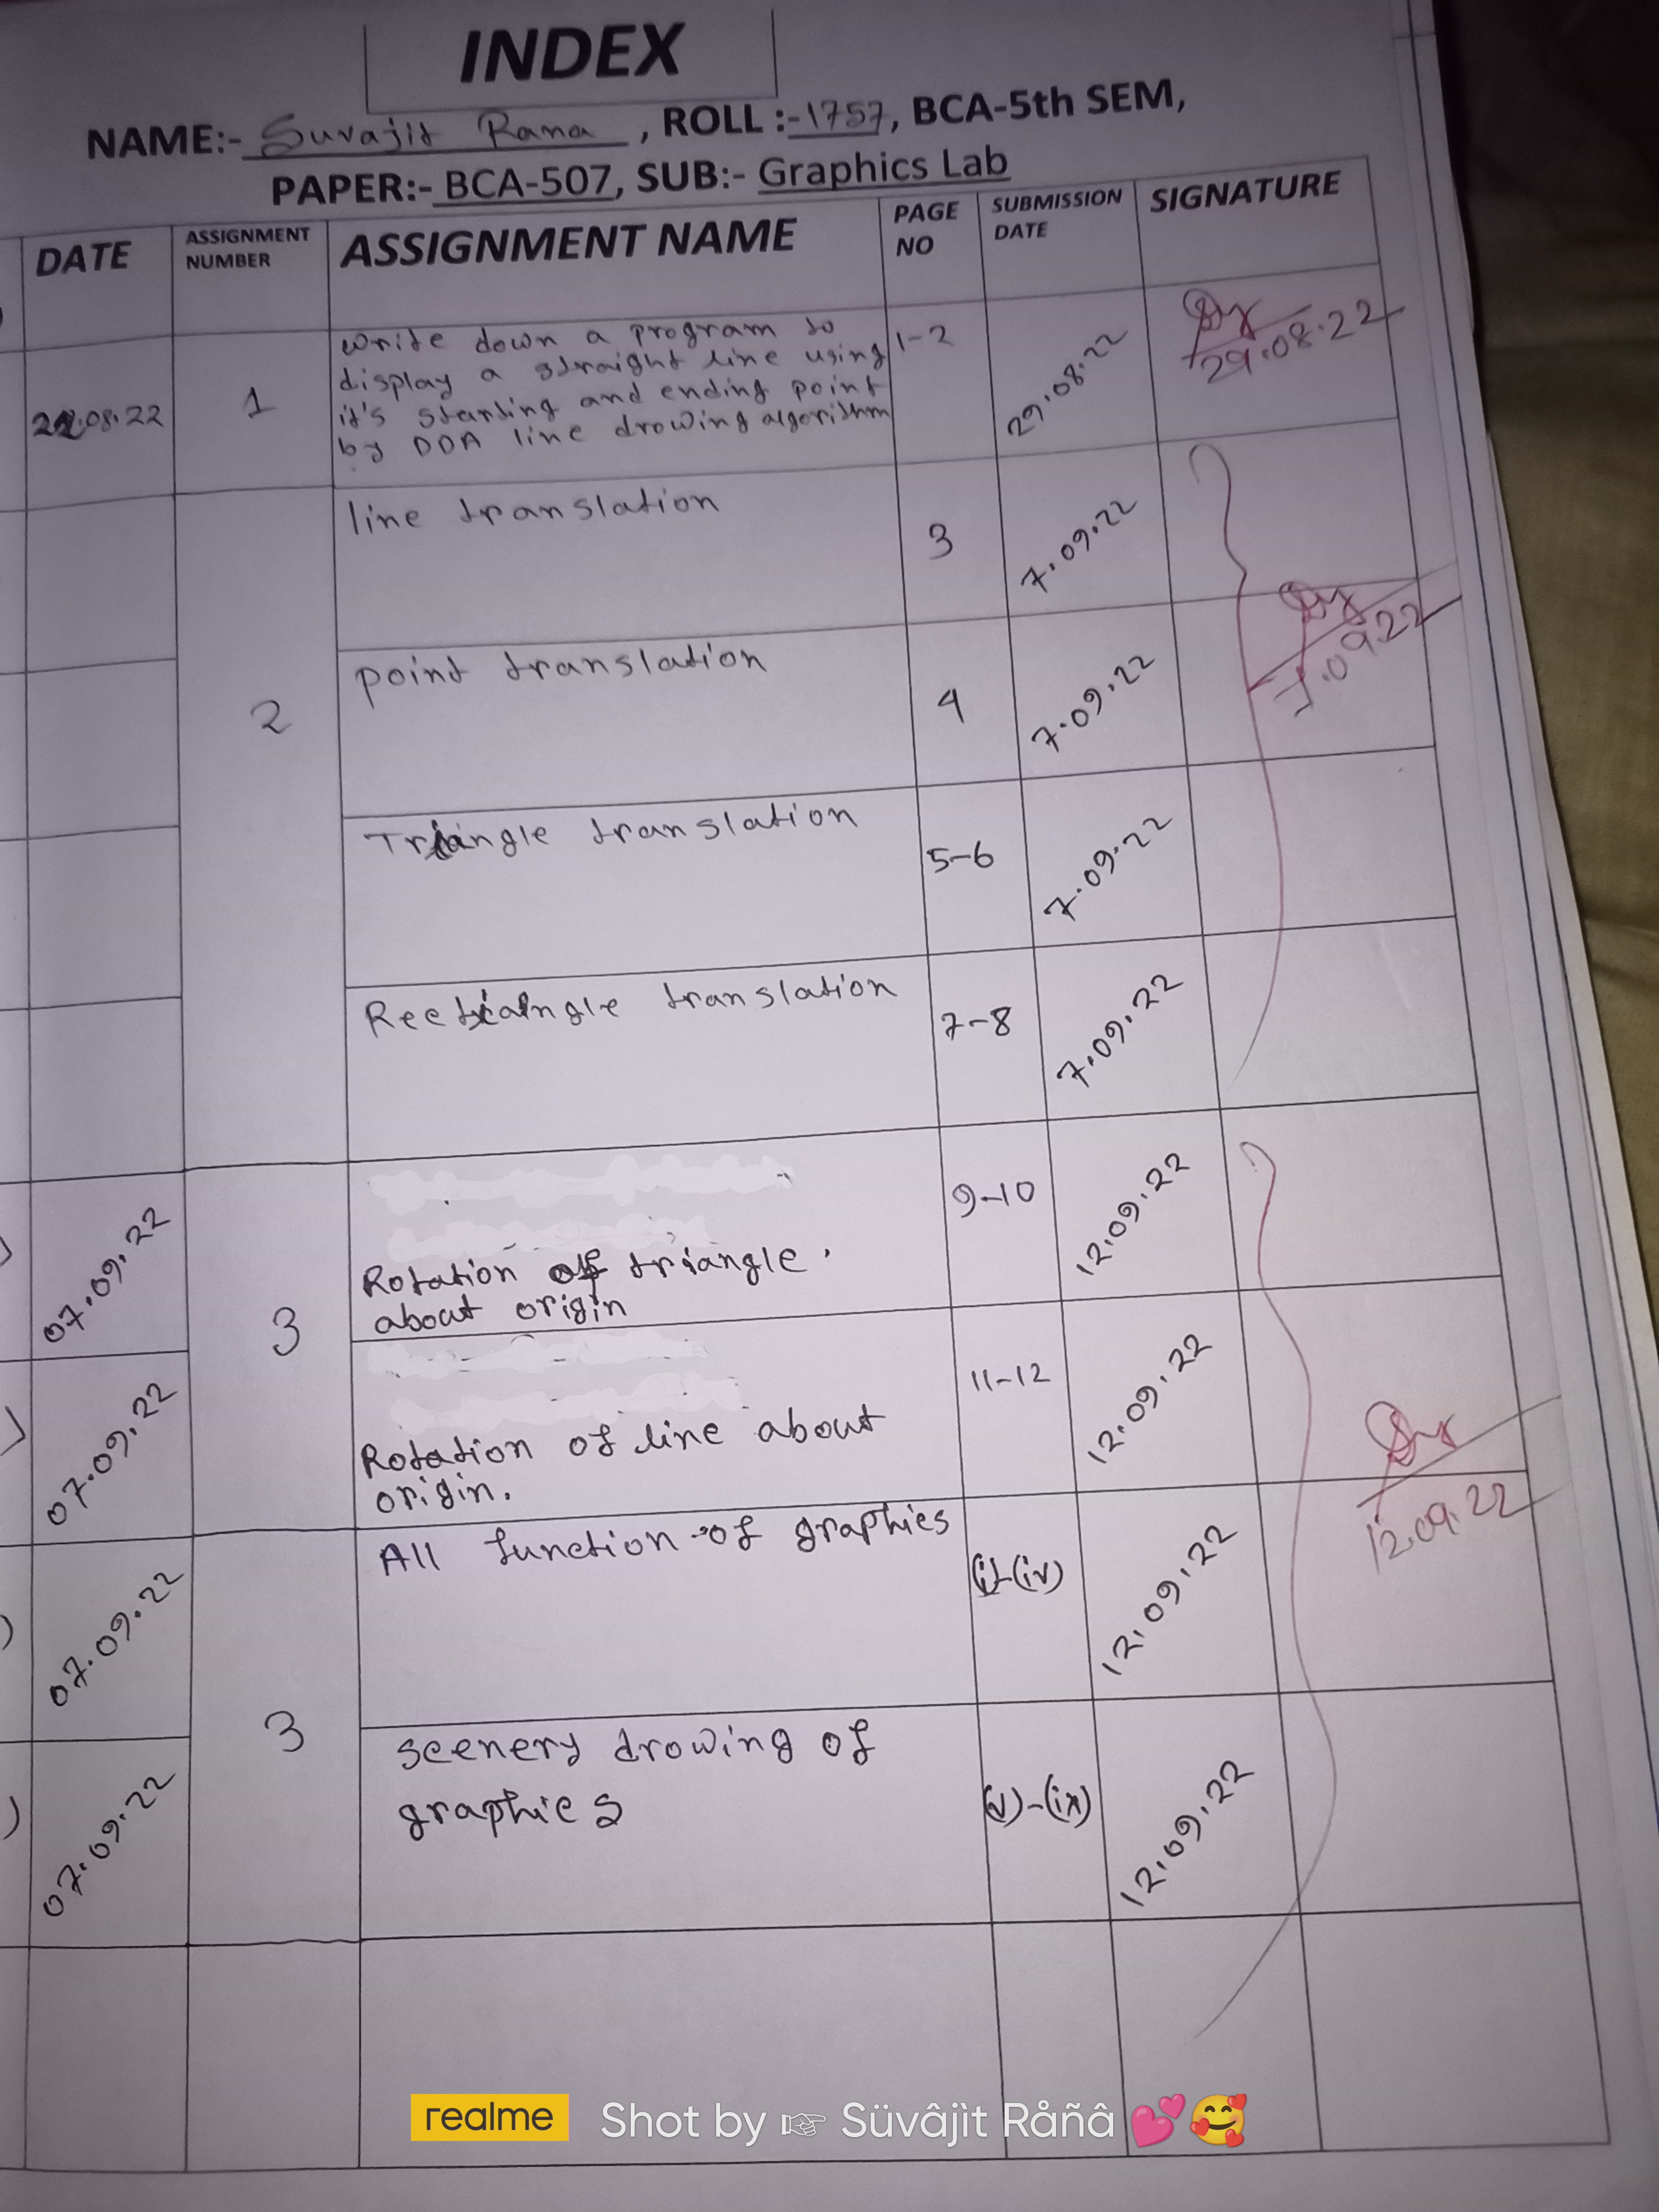 INDEX
NAME:- Suvajit Rana, ROLL :-1757, BCA-5th SEM,
PAPER:- BCA-507, SUB:- Graphics Lab
DATE
ASSIGNMENT
NUMBER
ASSIGNMENT NAME
PAGE
NO
SUBMISSION
DATE
SIGNATURE
22.08.22
1
write down a program to
display a straight line using
it's starting and ending point
by DDA line drowing algorithm
1-2
29.08.22
29.08.22
2
line translation
3
7.09.22
point translation
4
7.09.22
7.09.22
Triangle translation
5-6
7.09.22
Rectangle translation
7-8
7.09.22
07.09.22
3
Rotation of triangle.
about origin
9-10
12.09.22
07.09.22
Rotation of line about
origin.
11-12
12.09.22
12.09.22
07.09.22
3
All function of graphics
(i)-(iv)
12.09.22
07.09.22
scenery drowing of
graphics
(v)-(ix)
12.09.22
realme Shot by ☞ Süvâjìt Råñâ 💕🥰